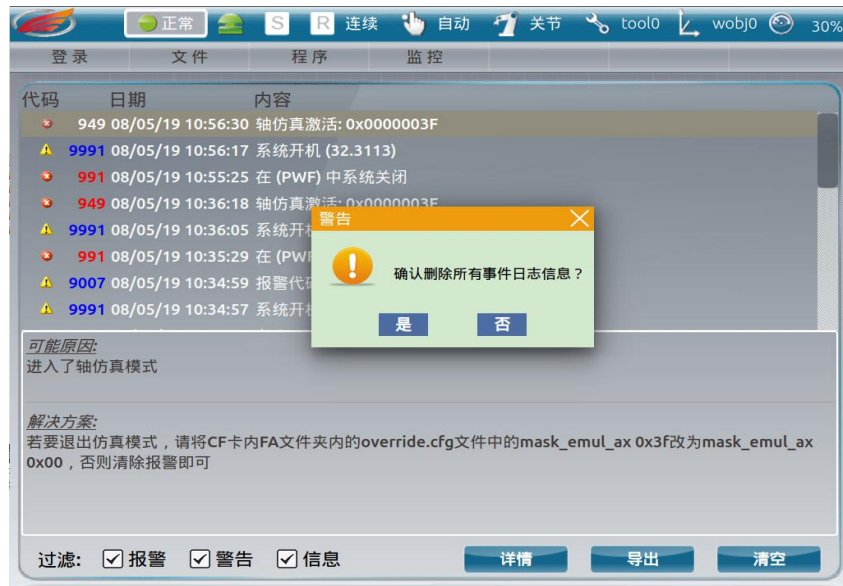 正常 S R 连续 自动 关节 tool0 wobj0 30%
登录 文件 程序 监控
代码 日期 内容
949 08/05/19 10:56:30 轴仿真激活: 0x0000003F
9991 08/05/19 10:56:17 系统开机 (32.3113)
991 08/05/19 10:55:25 在 (PWF) 中系统关闭
949 08/05/19 10:36:18 轴仿真激活: 0x0000003F
9991 08/05/19 10:36:05 系统开机
991 08/05/19 10:35:29 在 (PWF
9007 08/05/19 10:34:59 报警代码
9991 08/05/19 10:34:57 系统开机
警告
确认删除所有事件日志信息？
是 否
可能原因:
进入了轴仿真模式
解决方案:
若要退出仿真模式，请将CF卡内FA文件夹内的override.cfg文件中的mask_emul_ax 0x3f改为mask_emul_ax
0x00，否则清除报警即可
过滤: 报警 警告 信息 详情 导出 清空